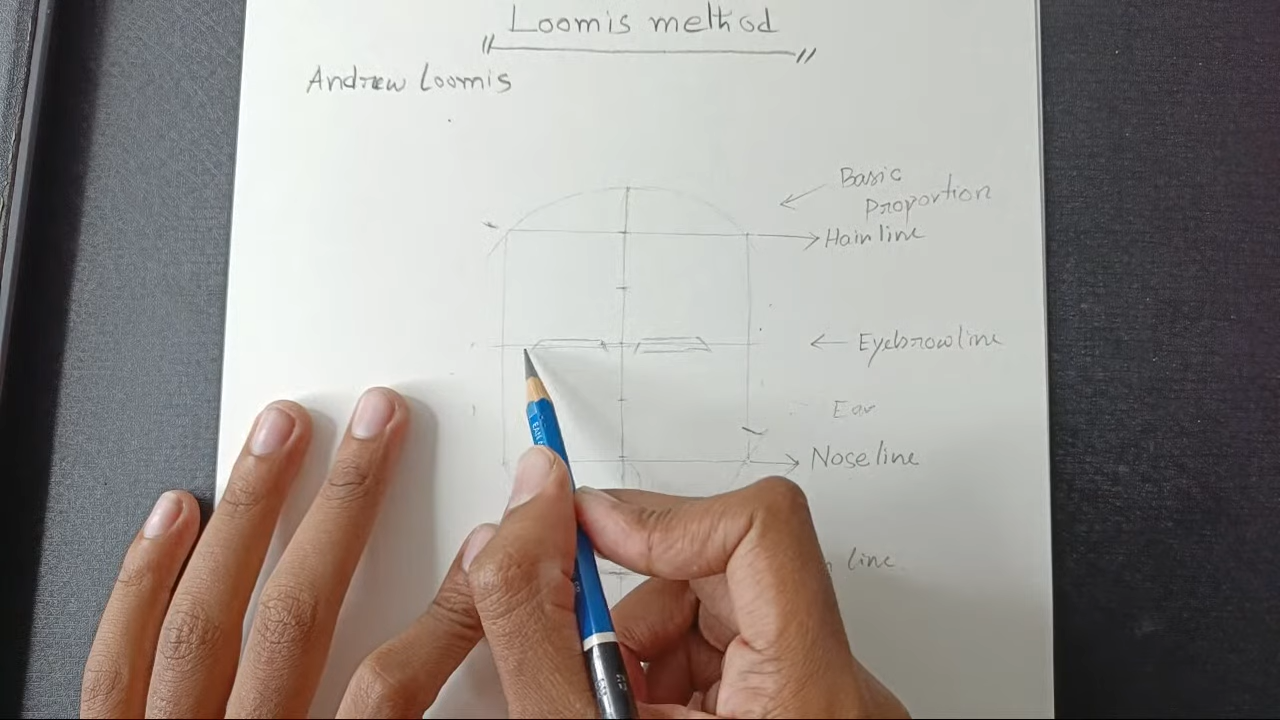 Loomis method
Andrew Loomis
Basic
Proportion
Hairline
Eyebrowline
Ear
Noseline
line